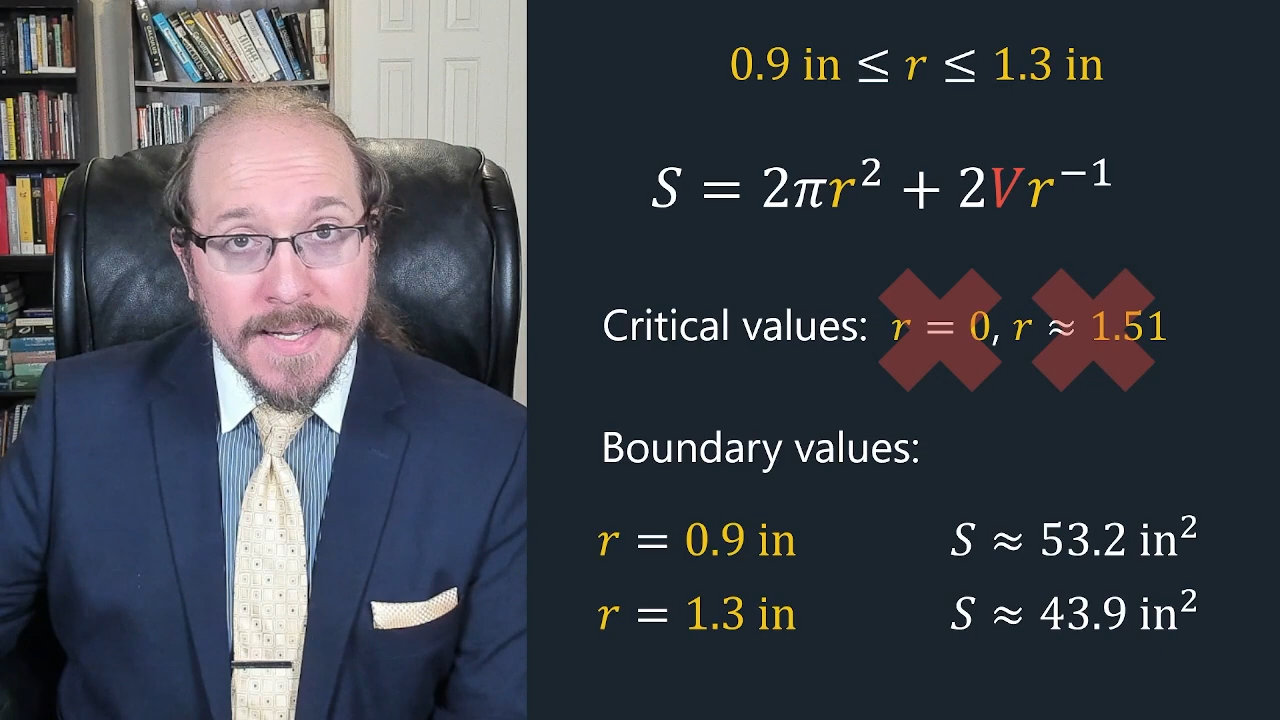 0.9 in ≤ r ≤ 1.3 in
S = 2πr² + 2Vr⁻¹
Critical values: r = 0, r ≈ 1.51
Boundary values:
r = 0.9 in S ≈ 53.2 in²
r = 1.3 in S ≈ 43.9 in²